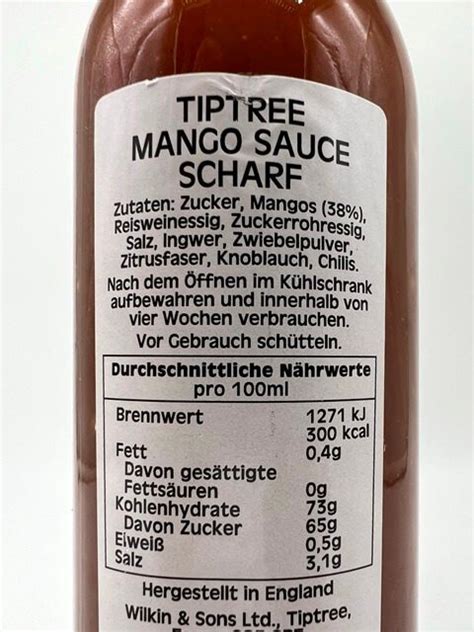 TIPTREE
MANGO SAUCE
SCHARF
Zutaten: Zucker, Mangos (38%),
Reisweinessig, Zuckerrohressig,
Salz, Ingwer, Zwiebelpulver,
Zitrusfaser, Knoblauch, Chilis.
Nach dem Öffnen im Kühlschrank
aufbewahren und innerhalb von
vier Wochen verbrauchen.
Vor Gebrauch schütteln.
Durchschnittliche Nährwerte
pro 100ml
Brennwert 1271 kJ
300 kcal
Fett 0,4g
Davon gesättigte
Fettsäuren 0g
Kohlenhydrate 73g
Davon Zucker 65g
Eiweiß 0,5g
Salz 3,1g
Hergestellt in England
Wilkin & Sons Ltd., Tiptree,